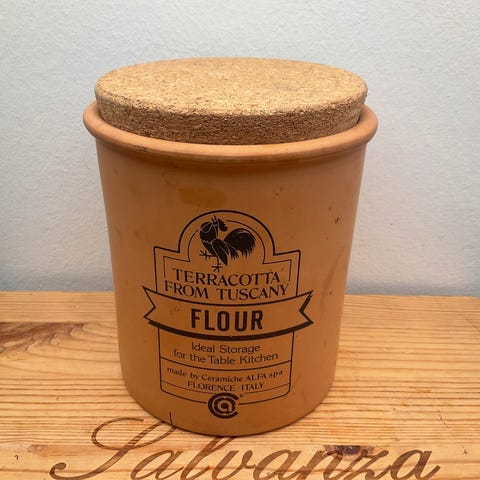 TERRACOTTA
FROM TUSCANY
FLOUR
Ideal Storage
for the Table Kitchen
made by Ceramiche ALFA spa
FLORENCE - ITALY
Salvanza